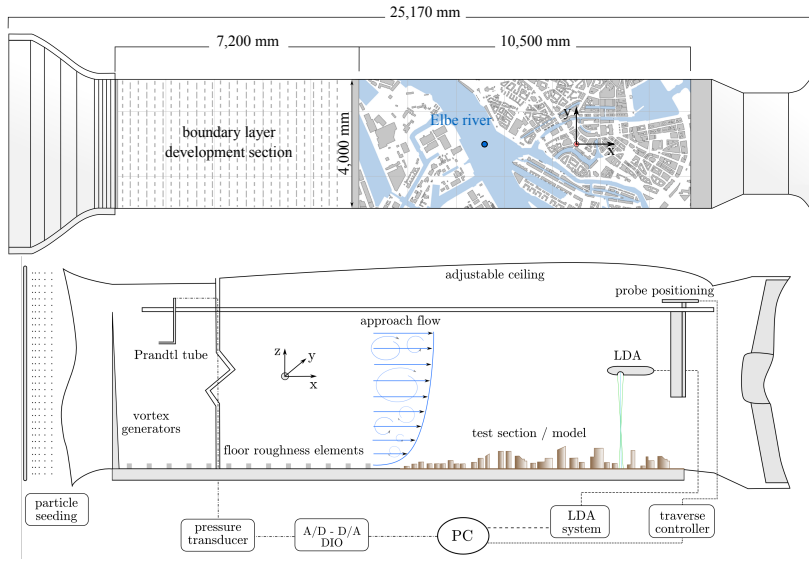 25,170 mm
7,200 mm
10,500 mm
boundary layer
development section
4,000 mm
Elbe river
y
x
adjustable ceiling
probe positioning
approach flow
Prandtl tube
z
y
x
LDA
vortex
generators
floor roughness elements
test section / model
particle
seeding
pressure
transducer
A/D - D/A
DIO
PC
LDA
system
traverse
controller